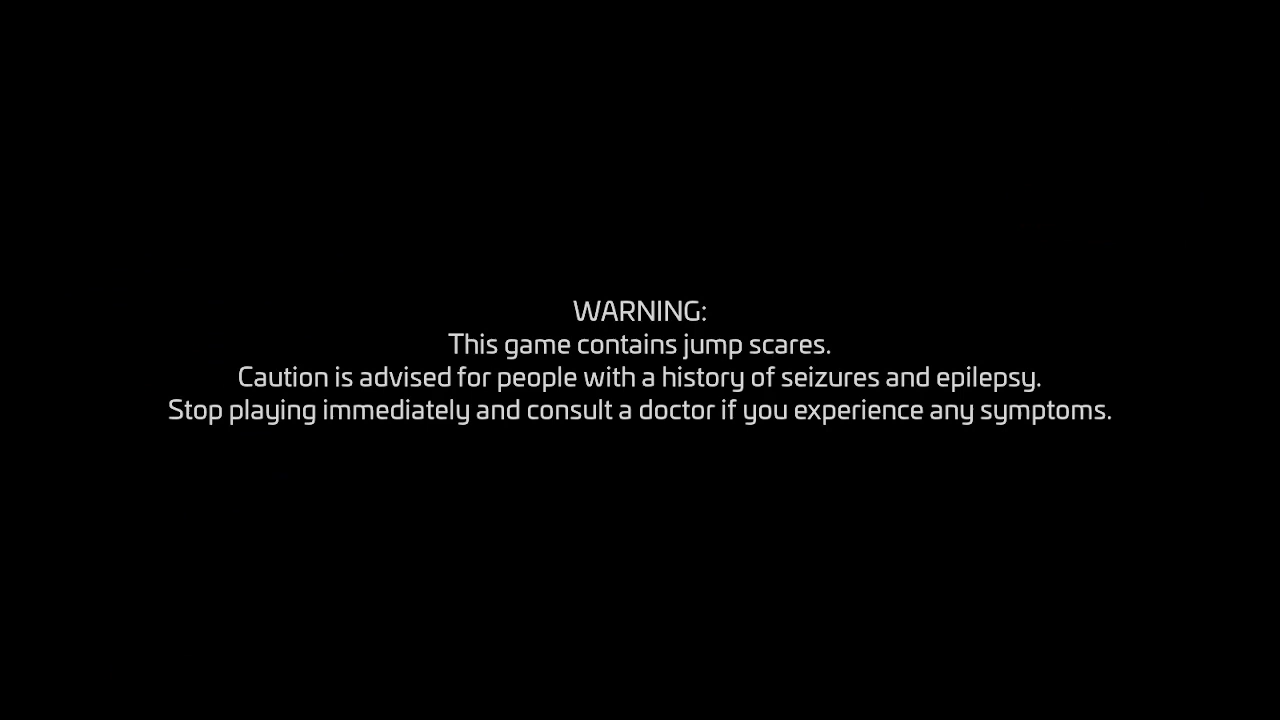 WARNING:
This game contains jump scares.
Caution is advised for people with a history of seizures and epilepsy.
Stop playing immediately and consult a doctor if you experience any symptoms.